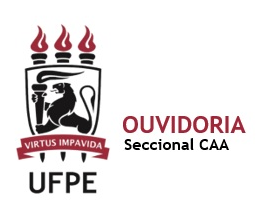 VIRTUS IMPAVIDA
UFPE
OUVIDORIA
Seccional CAA